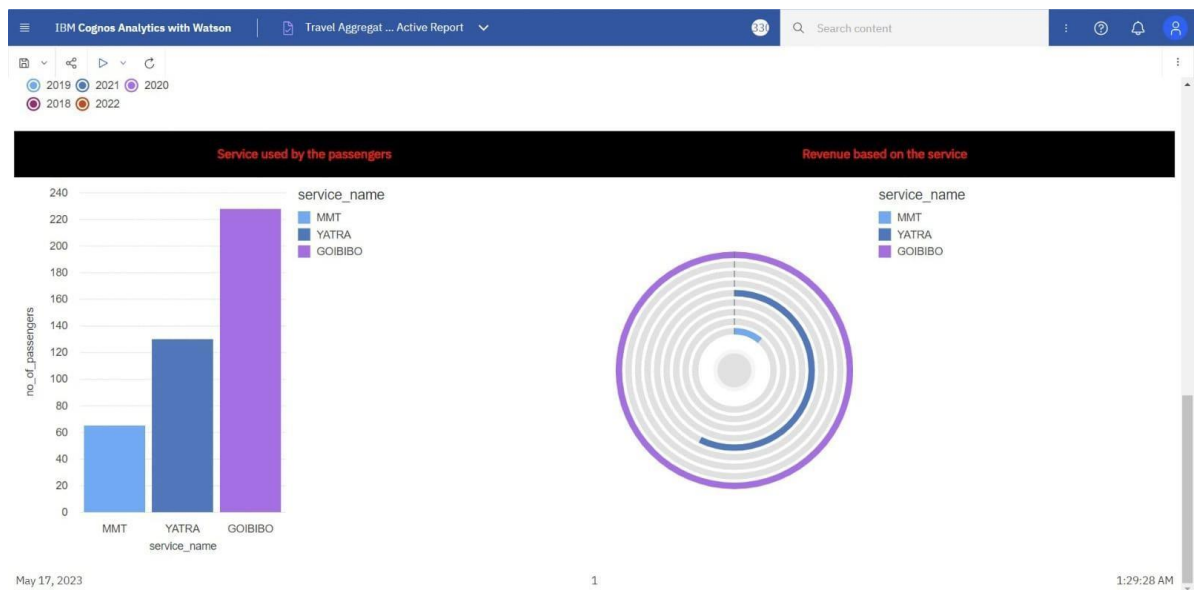 IBM Cognos Analytics with Watson
Travel Aggregat ... Active Report
Search content
2019 2021 2020
2018 2022
Service used by the passengers
Revenue based on the service
240
220
200
180
160
140
120
100
80
60
40
20
0
no_of_passengers
MMT YATRA GOIBIBO
service_name
service_name
MMT
YATRA
GOIBIBO
service_name
MMT
YATRA
GOIBIBO
May 17, 2023
1
1:29:28 AM